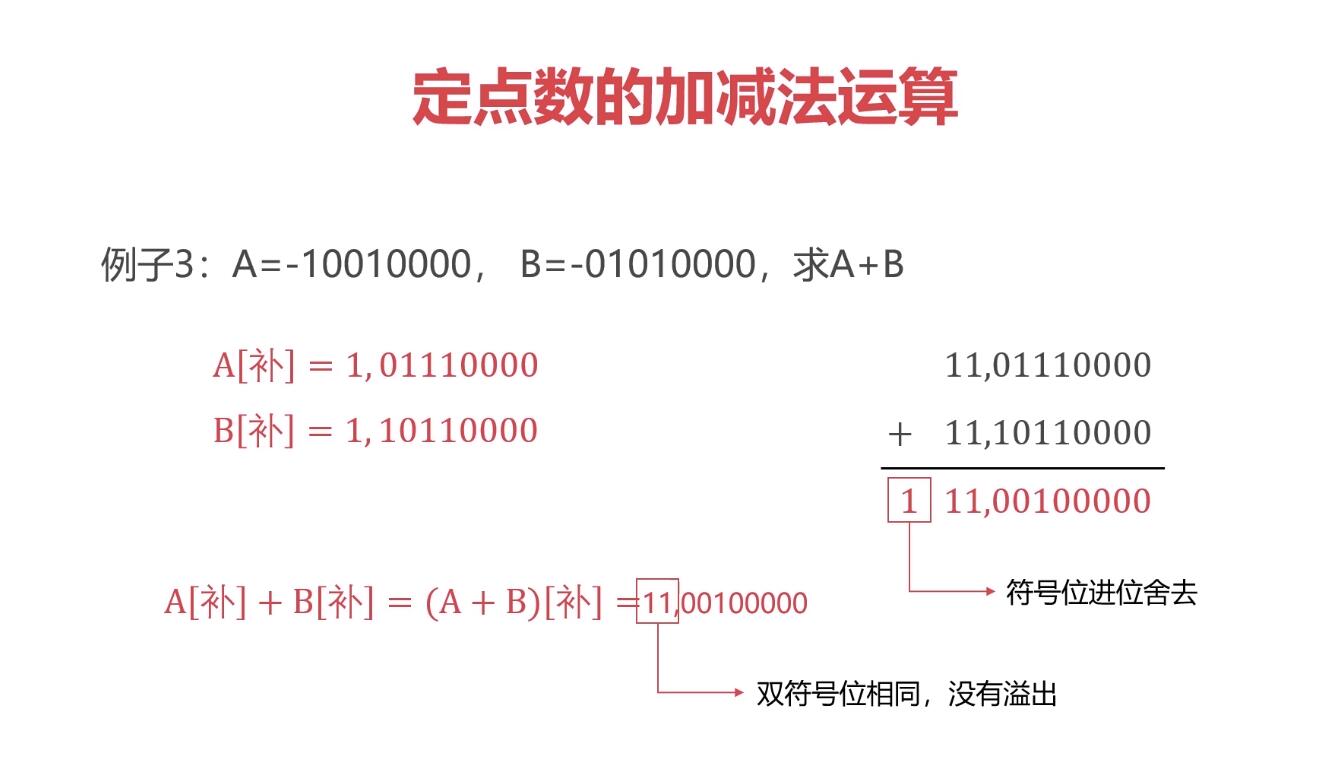 定点数的加减法运算
例子3：A=-10010000， B=-01010000，求A+B
A[补] = 1, 01110000
B[补] = 1, 10110000
11,01110000
+ 11,10110000
1 11,00100000
符号位进位舍去
A[补] + B[补] = (A + B)[补] =11,00100000
双符号位相同，没有溢出